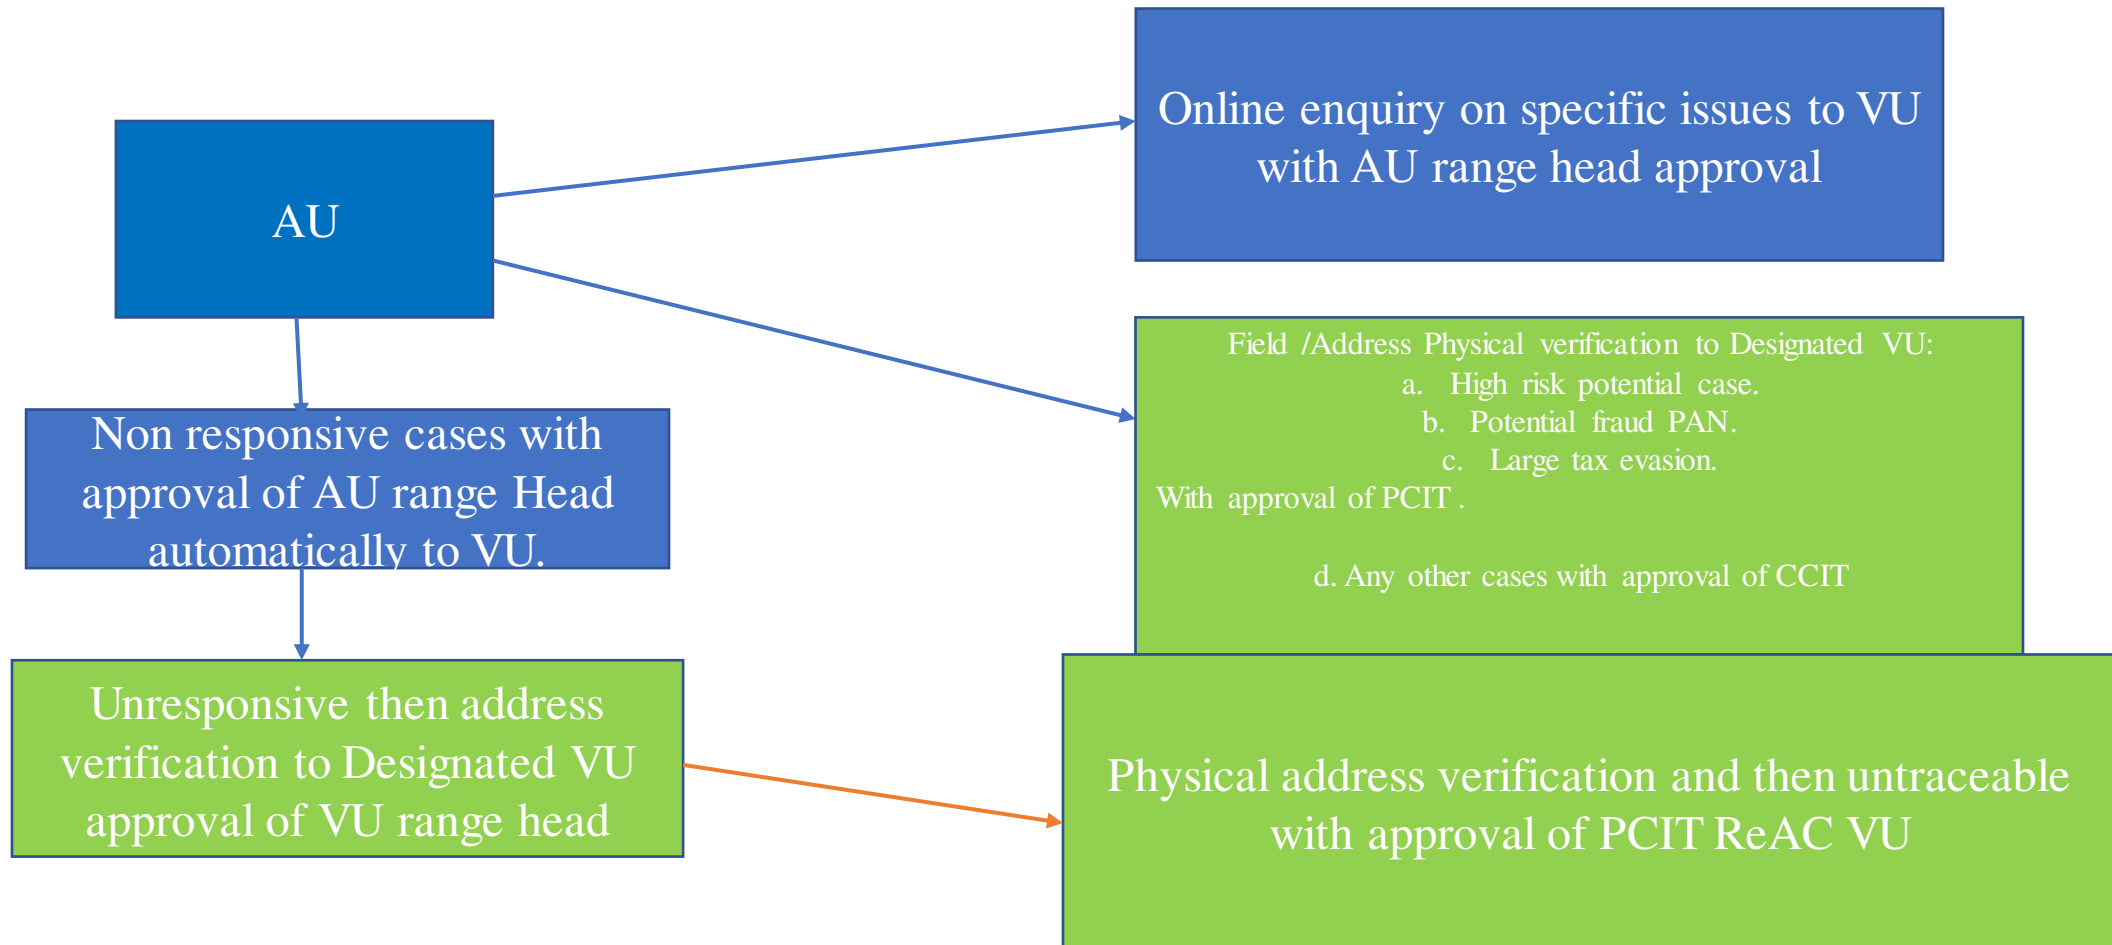 AU
Online enquiry on specific issues to VU
with AU range head approval
Non responsive cases with
approval of AU range Head
automatically to VU.
Field /Address Physical verification to Designated VU:
a. High risk potential case.
b. Potential fraud PAN.
c. Large tax evasion.
With approval of PCIT .
d. Any other cases with approval of CCIT
Unresponsive then address
verification to Designated VU
approval of VU range head
Physical address verification and then untraceable
with approval of PCIT ReAC VU